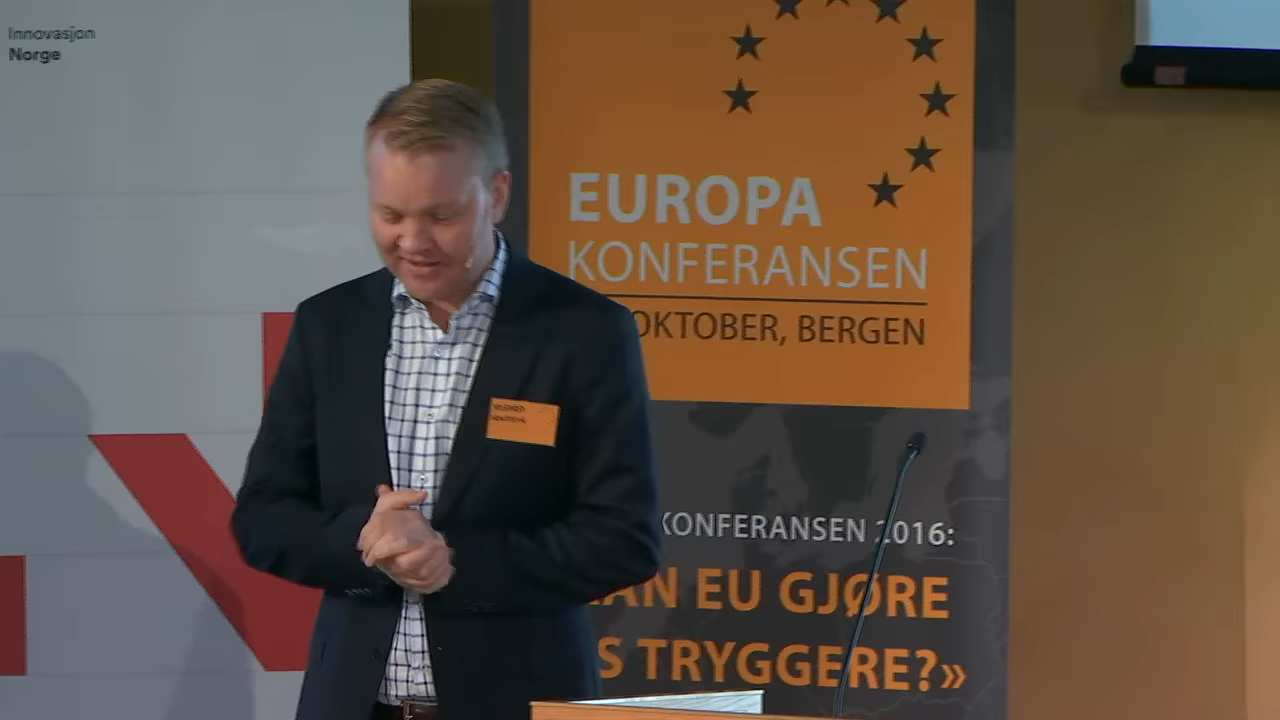 Innovasjon
Norge
EUROPA
KONFERANSEN
OKTOBER, BERGEN
KONFERANSEN 2016:
EU GJØRE
TRYGGERE?»